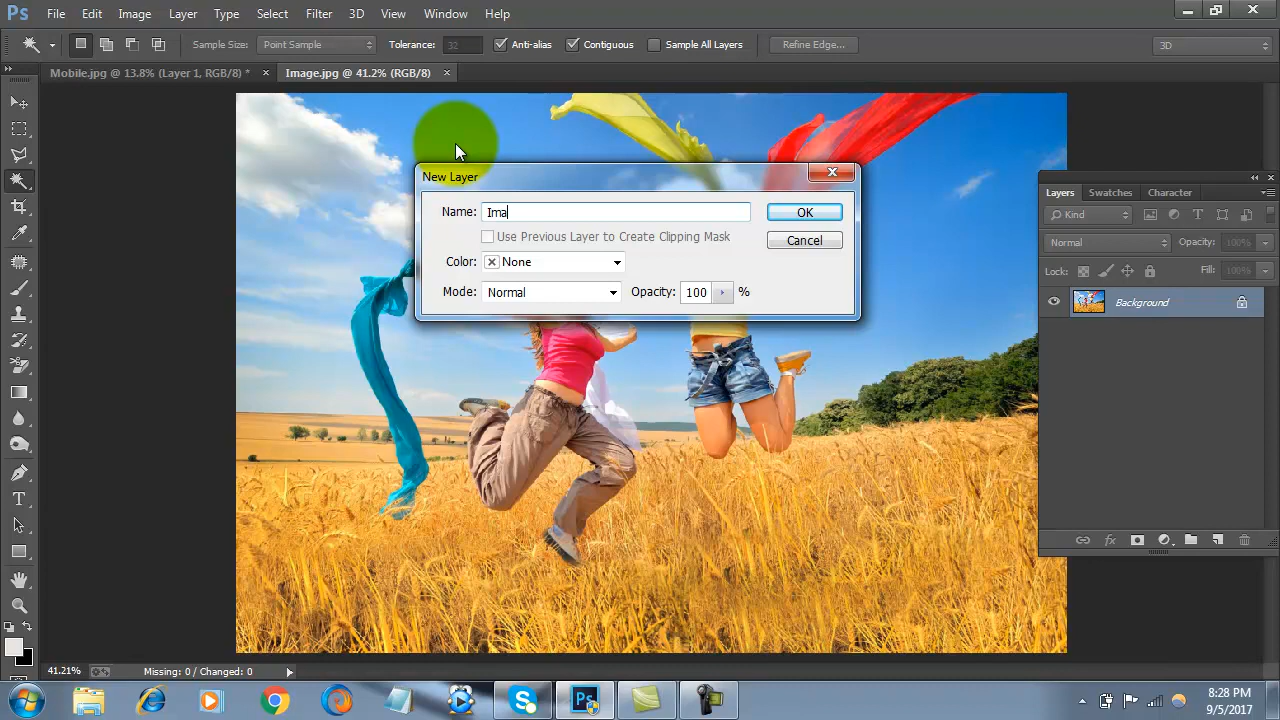 Ps File Edit Image Layer Type Select Filter 3D View Window Help
Sample Size: Point Sample Tolerance: 32 Anti-alias Contiguous Sample All Layers Refine Edge... 3D
Mobile.jpg @ 13.8% (Layer 1, RGB/8) * × Image.jpg @ 41.2% (RGB/8) ×
New Layer
Name: Ima OK
Use Previous Layer to Create Clipping Mask Cancel
Color: None
Mode: Normal Opacity: 100 %
Layers Swatches Character
Kind
Normal Opacity: 100%
Lock: Fill: 100%
Background
41.21% Missing: 0 / Changed: 0
Ps
8:28 PM
9/5/2017